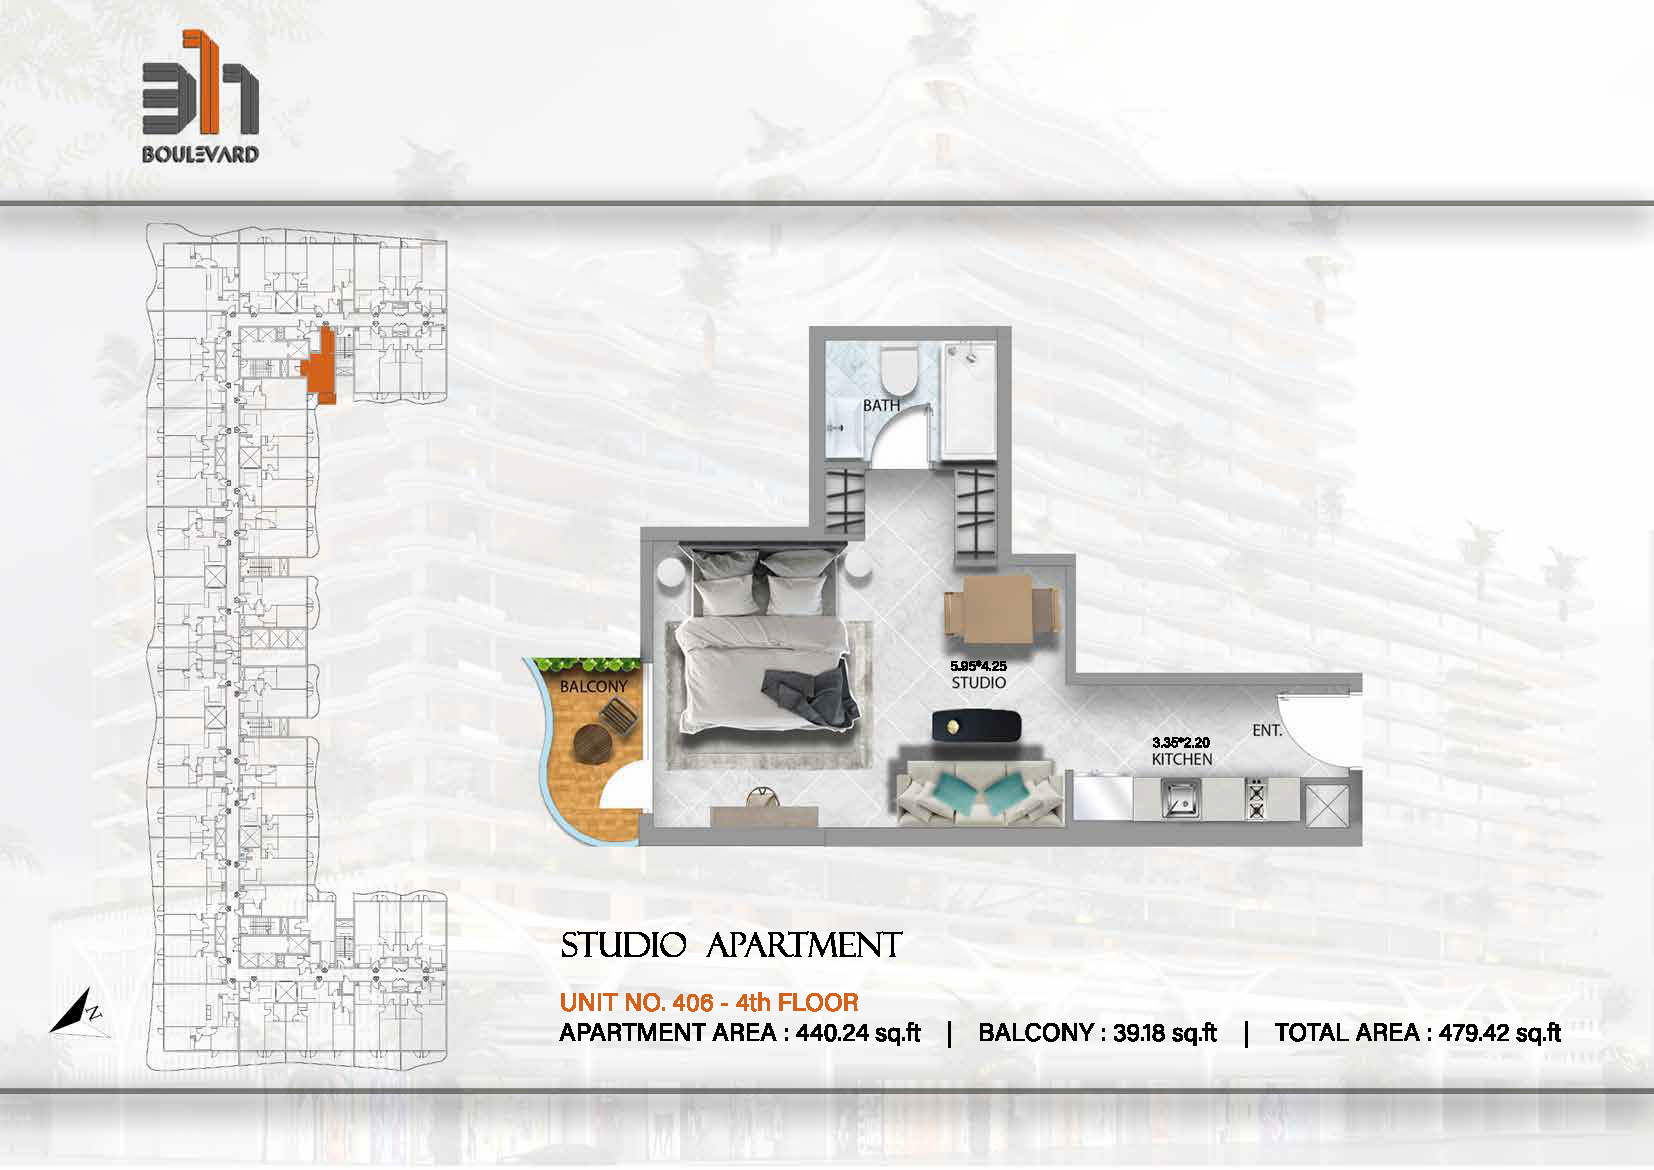 311
BOULEVARD
BATH
5.95*4.25
STUDIO
BALCONY
ENT.
3.35*2.20
KITCHEN
N
STUDIO APARTMENT
UNIT NO. 406 - 4th FLOOR
APARTMENT AREA : 440.24 sq.ft | BALCONY : 39.18 sq.ft | TOTAL AREA : 479.42 sq.ft